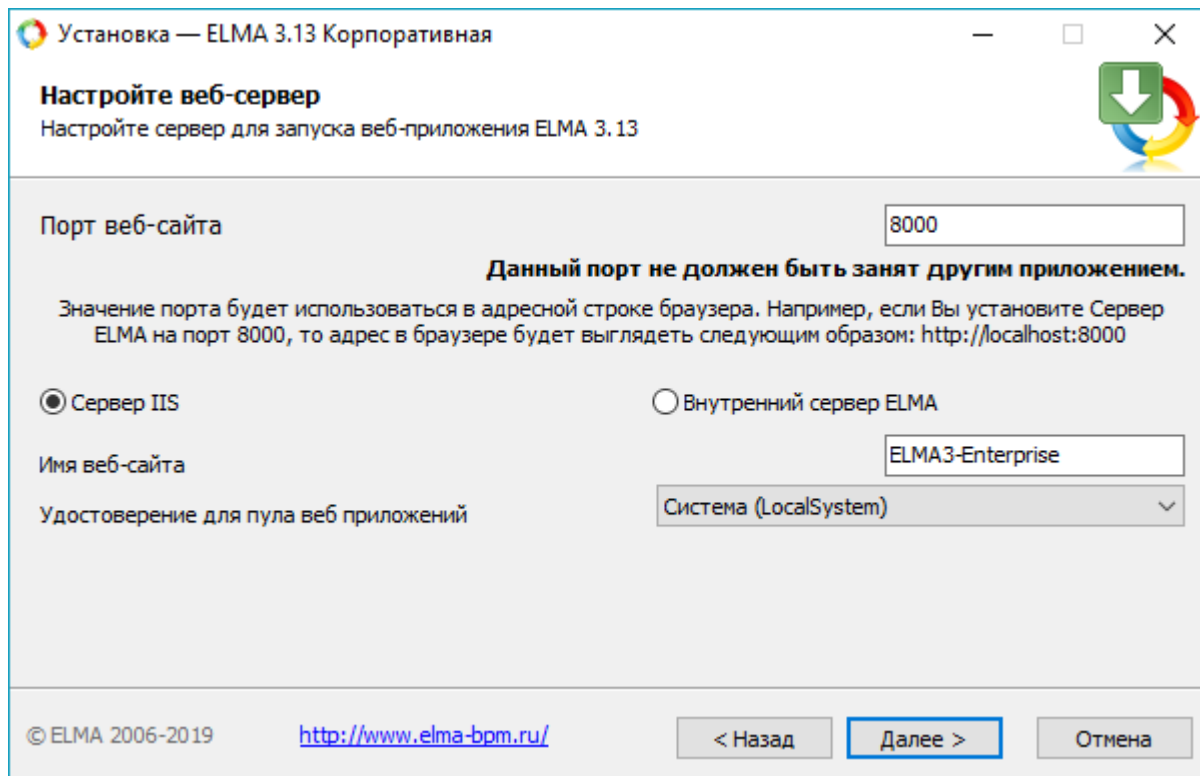 Установка — ELMA 3.13 Корпоративная
Настройте веб-сервер
Настройте сервер для запуска веб-приложения ELMA 3.13
Порт веб-сайта 8000
Данный порт не должен быть занят другим приложением.
Значение порта будет использоваться в адресной строке браузера. Например, если Вы установите Сервер
ELMA на порт 8000, то адрес в браузере будет выглядеть следующим образом: http://localhost:8000
Сервер IIS Внутренний сервер ELMA
Имя веб-сайта ELMA3-Enterprise
Удостоверение для пула веб приложений Система (LocalSystem)
© ELMA 2006-2019 http://www.elma-bpm.ru/ < Назад Далее > Отмена